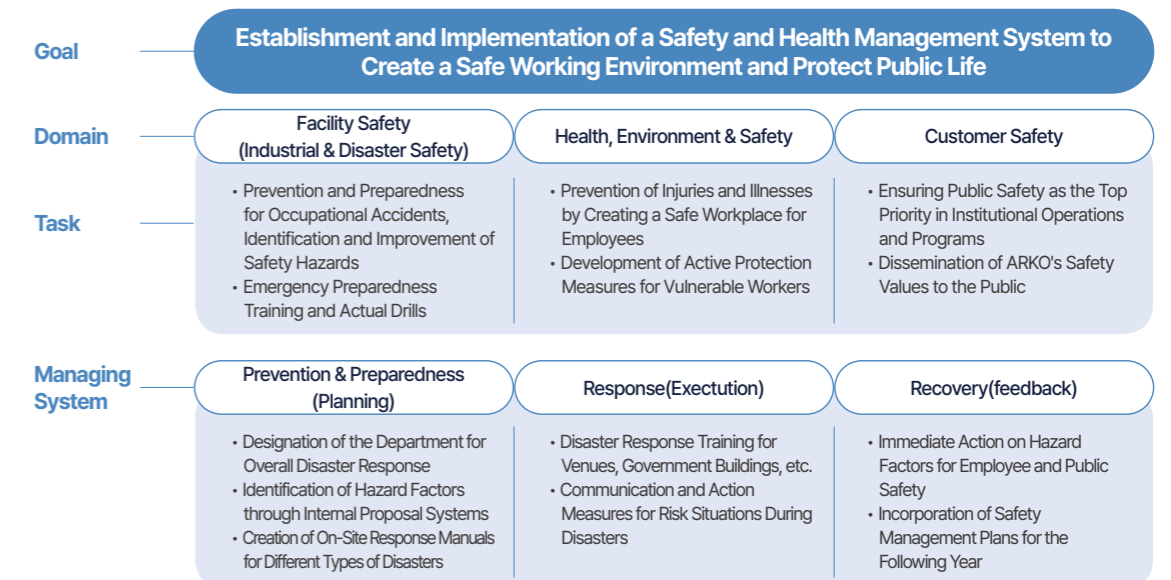 Goal
Establishment and Implementation of a Safety and Health Management System to
Create a Safe Working Environment and Protect Public Life
Domain
Facility Safety
(Industrial & Disaster Safety)
Health, Environment & Safety
Customer Safety
Task
• Prevention and Preparedness
for Occupational Accidents,
Identification and Improvement of
Safety Hazards
• Emergency Preparedness
Training and Actual Drills
• Prevention of Injuries and Illnesses
by Creating a Safe Workplace for
Employees
• Development of Active Protection
Measures for Vulnerable Workers
• Ensuring Public Safety as the Top
Priority in Institutional Operations
and Programs
• Dissemination of ARKO's Safety
Values to the Public
Managing
System
Prevention & Preparedness
(Planning)
Response(Exectution)
Recovery(feedback)
• Designation of the Department for
Overall Disaster Response
• Identification of Hazard Factors
through Internal Proposal Systems
• Creation of On-Site Response Manuals
for Different Types of Disasters
• Disaster Response Training for
Venues, Government Buildings, etc.
• Communication and Action
Measures for Risk Situations During
Disasters
• Immediate Action on Hazard
Factors for Employee and Public
Safety
• Incorporation of Safety
Management Plans for the
Following Year